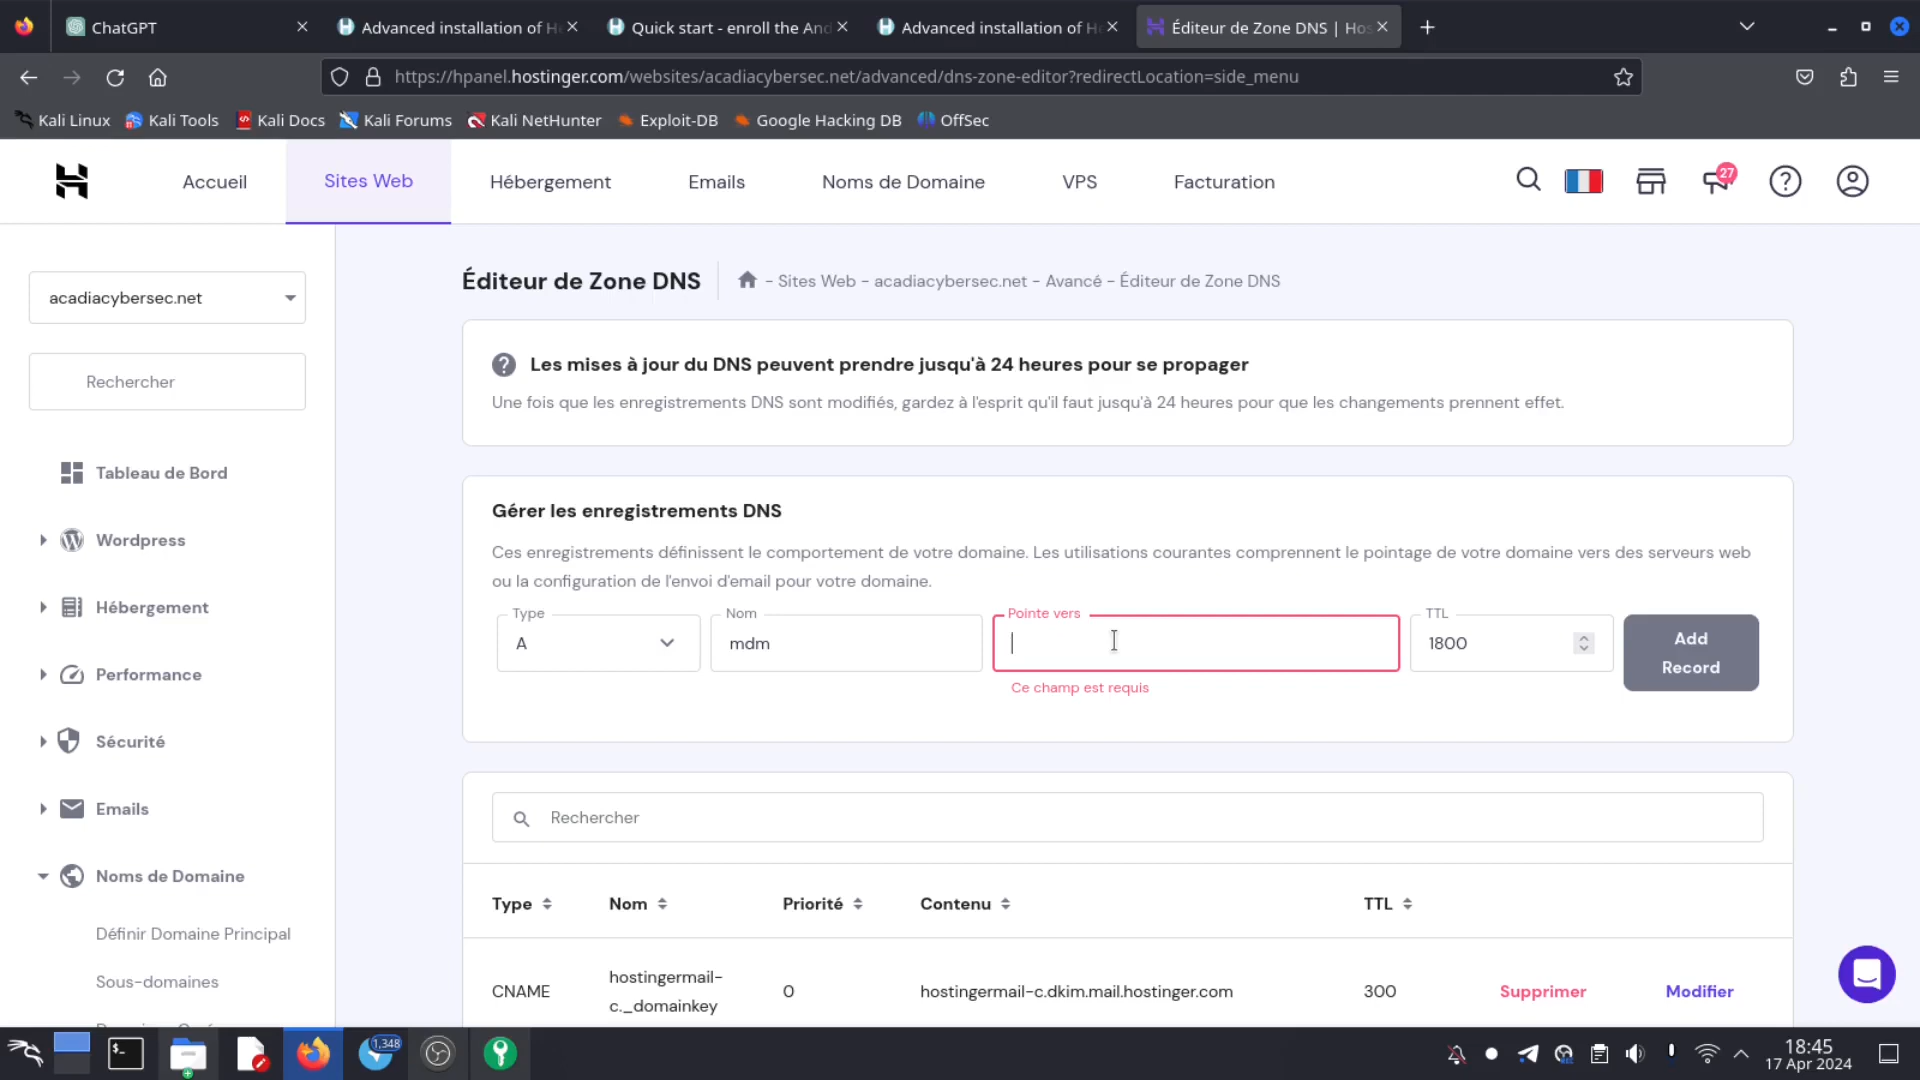 ChatGPT
Advanced installation of H
Quick start - enroll the And
Advanced installation of H
Éditeur de Zone DNS | Hos
https://hpanel.hostinger.com/websites/acadiacybersec.net/advanced/dns-zone-editor?redirectLocation=side_menu
Kali Linux
Kali Tools
Kali Docs
Kali Forums
Kali NetHunter
Exploit-DB
Google Hacking DB
OffSec
Accueil
Sites Web
Hébergement
Emails
Noms de Domaine
VPS
Facturation
27
acadiacybersec.net
Rechercher
Tableau de Bord
Wordpress
Hébergement
Performance
Sécurité
Emails
Noms de Domaine
Définir Domaine Principal
Sous-domaines
Éditeur de Zone DNS
- Sites Web - acadiacybersec.net - Avancé - Éditeur de Zone DNS
Les mises à jour du DNS peuvent prendre jusqu'à 24 heures pour se propager
Une fois que les enregistrements DNS sont modifiés, gardez à l'esprit qu'il faut jusqu'à 24 heures pour que les changements prennent effet.
Gérer les enregistrements DNS
Ces enregistrements définissent le comportement de votre domaine. Les utilisations courantes comprennent le pointage de votre domaine vers des serveurs web
ou la configuration de l'envoi d'email pour votre domaine.
Type
A
Nom
mdm
Pointe vers
Ce champ est requis
TTL
1800
Add
Record
Rechercher
Type
Nom
Priorité
Contenu
TTL
CNAME
hostingermail-
c._domainkey
0
hostingermail-c.dkim.mail.hostinger.com
300
Supprimer
Modifier
1,348
18:45
17 Apr 2024